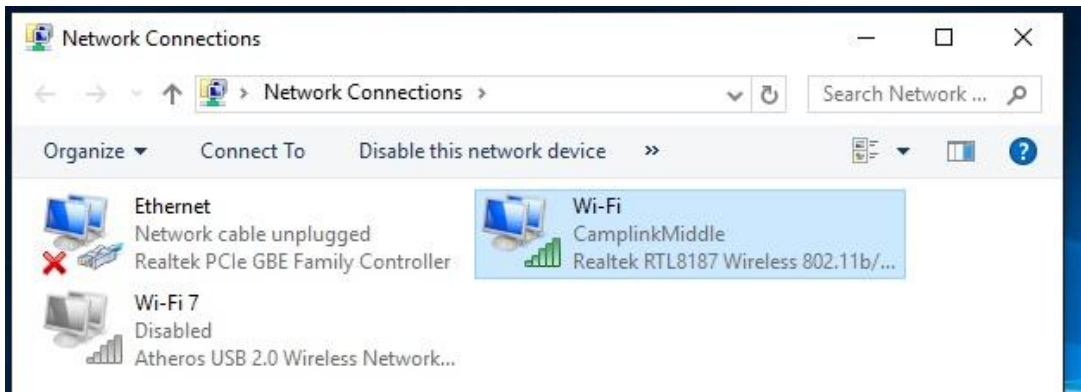 Network Connections
Network Connections
Search Network ...
Organize
Connect To
Disable this network device
»
Ethernet
Network cable unplugged
Realtek PCIe GBE Family Controller
Wi-Fi
CamplinkMiddle
Realtek RTL8187 Wireless 802.11b/...
Wi-Fi 7
Disabled
Atheros USB 2.0 Wireless Network...